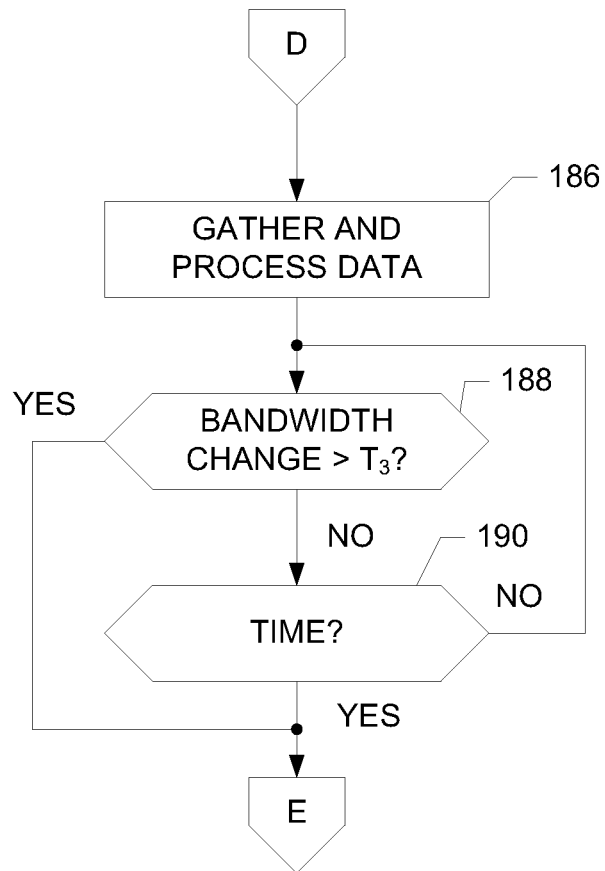 D
186
GATHER AND
PROCESS DATA
188
YES
BANDWIDTH
CHANGE > T₃?
NO
190
NO
TIME?
YES
E